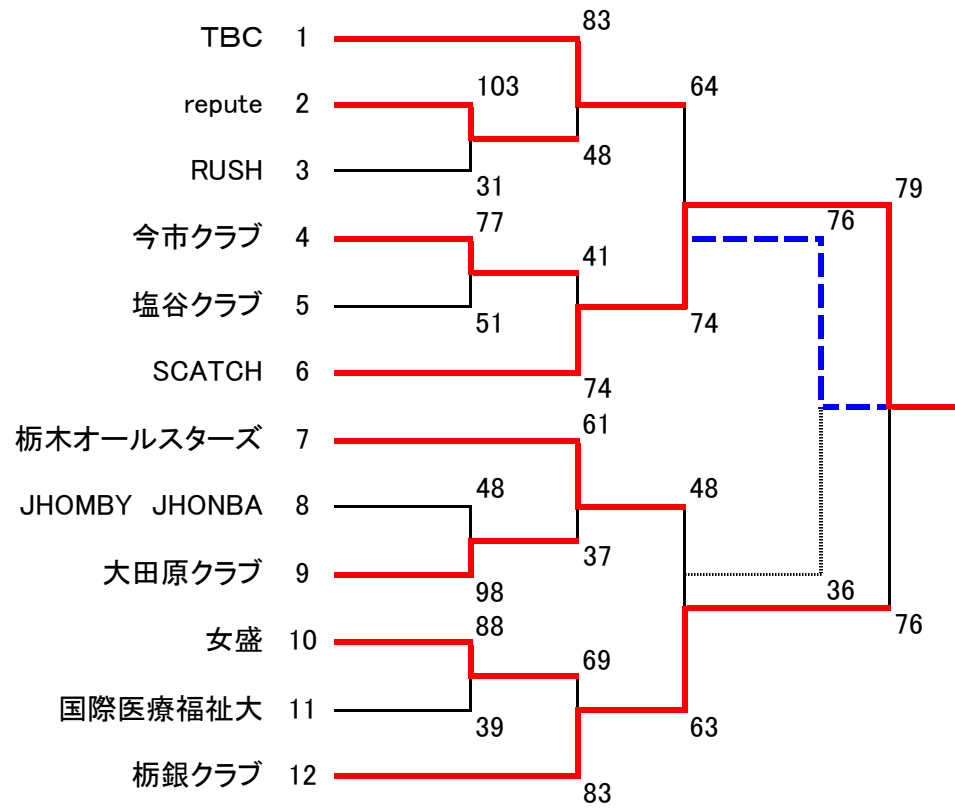 TBC 1 83
repute 2 103 64
RUSH 3 31 48
79
今市クラブ 4 77 76
41
塩谷クラブ 5 51 74
SCATCH 6 74
栃木オールスターズ 7 61
JHOMBY JHONBA 8 48 48
37
大田原クラブ 9 98 36
女盛 10 88 76
69
国際医療福祉大 11 39 63
栃銀クラブ 12 83